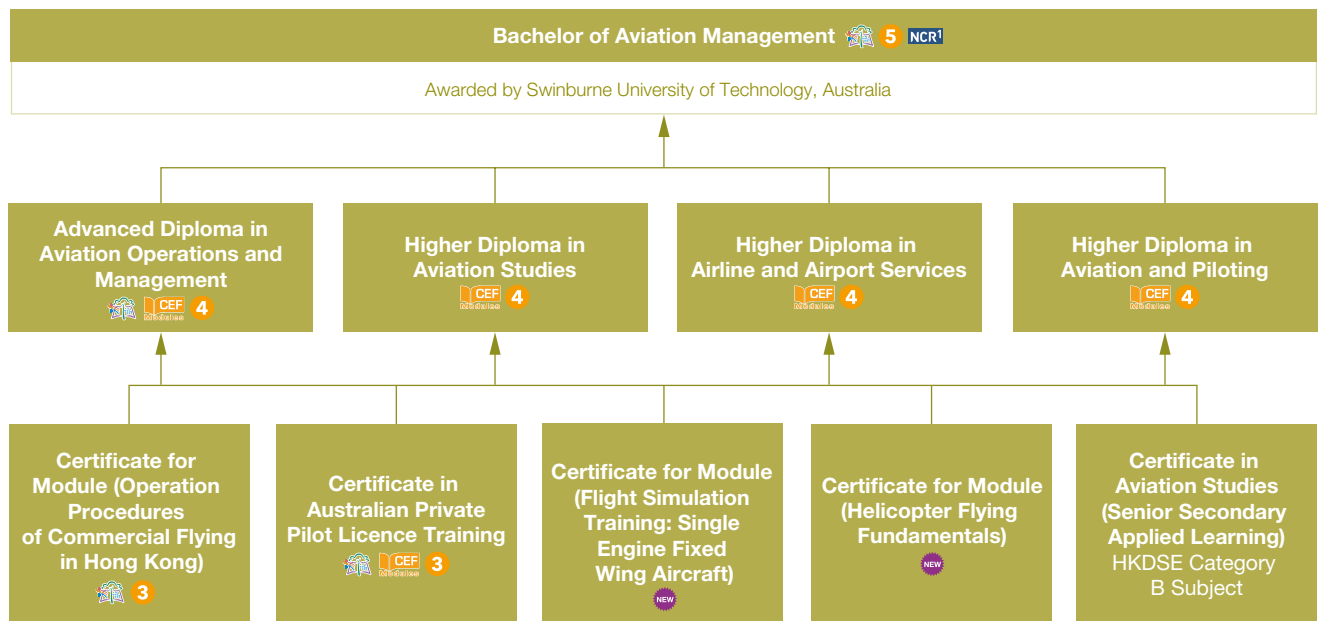 Bachelor of Aviation Management 5 NCR¹
Awarded by Swinburne University of Technology, Australia
Advanced Diploma in
Aviation Operations and
Management
CEF Modules 4
Higher Diploma in
Aviation Studies
CEF Modules 4
Higher Diploma in
Airline and Airport Services
CEF Modules 4
Higher Diploma in
Aviation and Piloting
CEF Modules 4
Certificate for
Module (Operation
Procedures
of Commercial Flying
in Hong Kong)
3
Certificate in
Australian Private
Pilot Licence Training
CEF Modules 3
Certificate for Module
(Flight Simulation
Training: Single
Engine Fixed
Wing Aircraft)
NEW
Certificate for Module
(Helicopter Flying
Fundamentals)
NEW
Certificate in
Aviation Studies
(Senior Secondary
Applied Learning)
HKDSE Category
B Subject